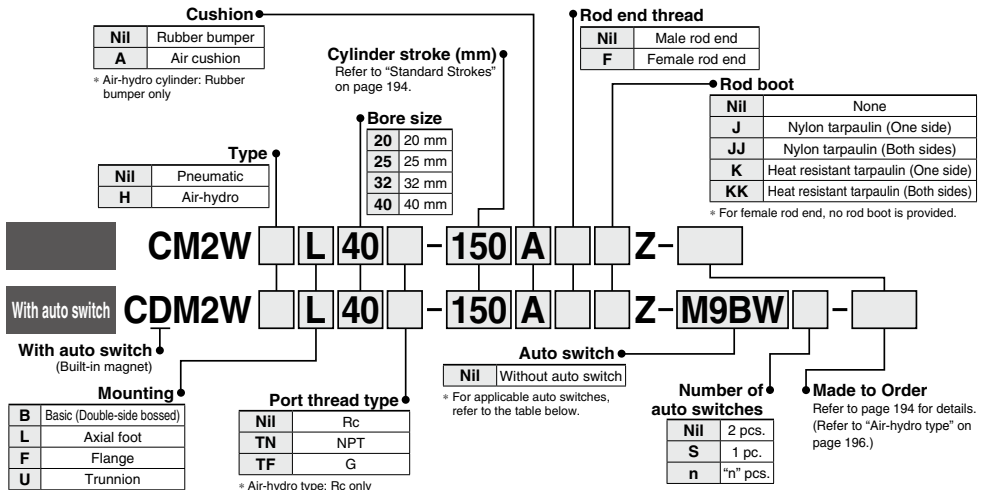 Cushion
Nil Rubber bumper
A Air cushion
* Air-hydro cylinder: Rubber
bumper only
Cylinder stroke (mm)
Refer to "Standard Strokes"
on page 194.
Rod end thread
Nil Male rod end
F Female rod end
Rod boot
Nil None
J Nylon tarpaulin (One side)
JJ Nylon tarpaulin (Both sides)
K Heat resistant tarpaulin (One side)
KK Heat resistant tarpaulin (Both sides)
* For female rod end, no rod boot is provided.
Bore size
20 20 mm
25 25 mm
32 32 mm
40 40 mm
Type
Nil Pneumatic
H Air-hydro
CM2W L 40 - 150 A Z-
With auto switch CDM2W L 40 - 150 A Z- M9BW -
With auto switch
(Built-in magnet)
Mounting
B Basic (Double-side bossed)
L Axial foot
F Flange
U Trunnion
Port thread type
Nil Rc
TN NPT
TF G
* Air-hydro type: Rc only
Auto switch
Nil Without auto switch
* For applicable auto switches,
refer to the table below.
Number of
auto switches
Nil 2 pcs.
S 1 pc.
n "n" pcs.
Made to Order
Refer to page 194 for details.
(Refer to "Air-hydro type" on
page 196.)